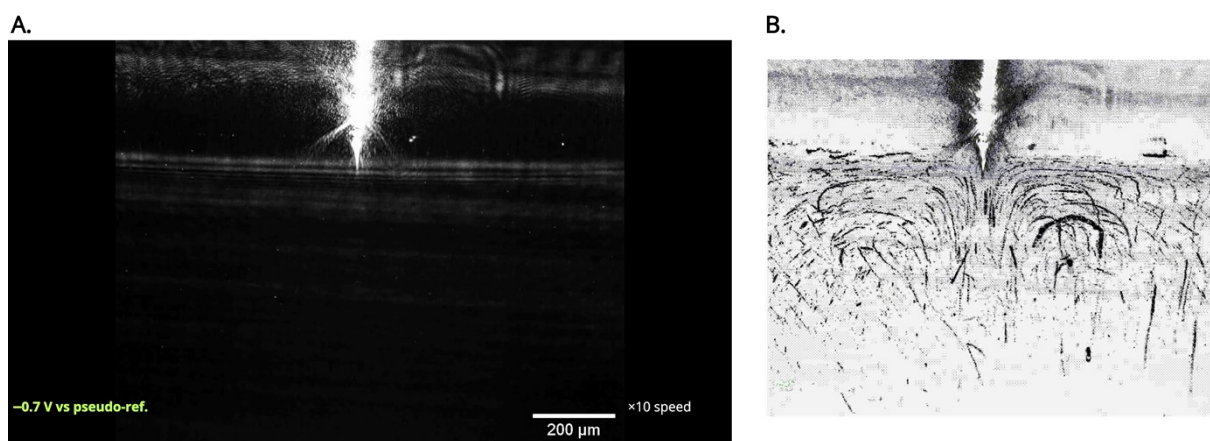 A.
B.
−0.7 V vs pseudo-ref.
×10 speed
200 µm